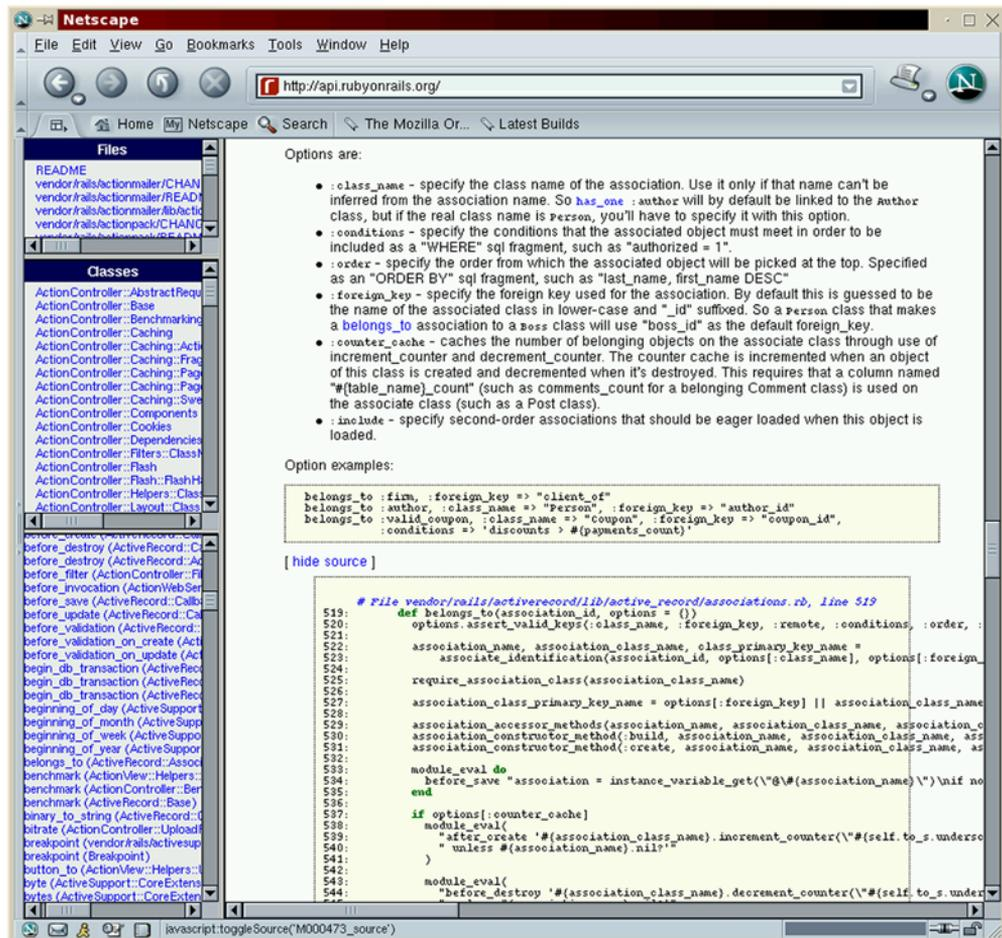 Netscape
File Edit View Go Bookmarks Tools Window Help
http://api.rubyonrails.org/
Home My Netscape Search The Mozilla Or... Latest Builds
Files
README
vendor/rails/actionmailer/CHAN
vendor/rails/actionmailer/READ
vendor/rails/actionmailer/lib/actio
vendor/rails/actionpack/CHANG
vendor/rails/actionpack/READM
Classes
ActionController::AbstractRequ
ActionController::Base
ActionController::Benchmarking
ActionController::Caching
ActionController::Caching::Acti
ActionController::Caching::Frag
ActionController::Caching::Page
ActionController::Caching::Page
ActionController::Caching::Swe
ActionController::Components
ActionController::Cookies
ActionController::Dependencies
ActionController::Filters::ClassM
ActionController::Flash
ActionController::Flash::FlashHa
ActionController::Helpers::Class
ActionController::Layout::Class
before_create (ActiveRecord::Cal
before_destroy (ActiveRecord::Ca
before_destroy (ActiveRecord::Ac
before_filter (ActionController::Fil
before_invocation (ActionWebSer
before_save (ActiveRecord::Callb
before_update (ActiveRecord::Cal
before_validation (ActiveRecord::
before_validation_on_create (Acti
before_validation_on_update (Act
begin_db_transaction (ActiveRec
begin_db_transaction (ActiveRec
begin_db_transaction (ActiveRec
beginning_of_day (ActiveSupport
beginning_of_month (ActiveSupp
beginning_of_week (ActiveSuppo
beginning_of_year (ActiveSuppor
belongs_to (ActiveRecord::Associ
benchmark (ActionView::Helpers::
benchmark (ActionController::Ben
benchmark (ActiveRecord::Base)
binary_to_string (ActiveRecord::C
bitrate (ActionController::UploadP
breakpoint (vendor/rails/activesup
breakpoint (Breakpoint)
button_to (ActionView::Helpers::U
byte (ActiveSupport::CoreExtens
bytes (ActiveSupport::CoreExten
Options are:
• :class_name - specify the class name of the association. Use it only if that name can't be
inferred from the association name. So has_one :author will by default be linked to the Author
class, but if the real class name is Person, you'll have to specify it with this option.
• :conditions - specify the conditions that the associated object must meet in order to be
included as a "WHERE" sql fragment, such as "authorized = 1".
• :order - specify the order from which the associated object will be picked at the top. Specified
as an "ORDER BY" sql fragment, such as "last_name, first_name DESC"
• :foreign_key - specify the foreign key used for the association. By default this is guessed to be
the name of the associated class in lower-case and "_id" suffixed. So a Person class that makes
a belongs_to association to a Boss class will use "boss_id" as the default foreign_key.
• :counter_cache - caches the number of belonging objects on the associate class through use of
increment_counter and decrement_counter. The counter cache is incremented when an object
of this class is created and decremented when it's destroyed. This requires that a column named
"#{table_name}_count" (such as comments_count for a belonging Comment class) is used on
the associate class (such as a Post class).
• :include - specify second-order associations that should be eager loaded when this object is
loaded.
Option examples:
belongs_to :firm, :foreign_key => "client_of"
belongs_to :author, :class_name => "Person", :foreign_key => "author_id"
belongs_to :valid_coupon, :class_name => "Coupon", :foreign_key => "coupon_id",
:conditions => 'discounts > #{payments_count}'
[ hide source ]
# File vendor/rails/activerecord/lib/active_record/associations.rb, line 519
519: def belongs_to(association_id, options = {})
520: options.assert_valid_keys(:class_name, :foreign_key, :remote, :conditions, :order, :
521:
522: association_name, association_class_name, class_primary_key_name =
523: associate_identification(association_id, options[:class_name], options[:foreign_
524:
525: require_association_class(association_class_name)
526:
527: association_class_primary_key_name = options[:foreign_key] || association_class_name
528:
529: association_accessor_methods(association_name, association_class_name, association_c
530: association_constructor_method(:build, association_name, association_class_name, as
531: association_constructor_method(:create, association_name, association_class_name, as
532:
533: module_eval do
534: before_save "association = instance_variable_get(\"@\#{association_name}\")\nif no
535: end
536:
537: if options[:counter_cache]
538: module_eval(
539: "after_create '#{association_class_name}.increment_counter(\"#{self.to_s.undersc
540: " unless #{association_name}.nil?'"
541: )
542:
543: module_eval(
544: "before_destroy '#{association_class_name}.decrement_counter(\"#{self.to_s.under
javascript:toggleSource('M000473_source')